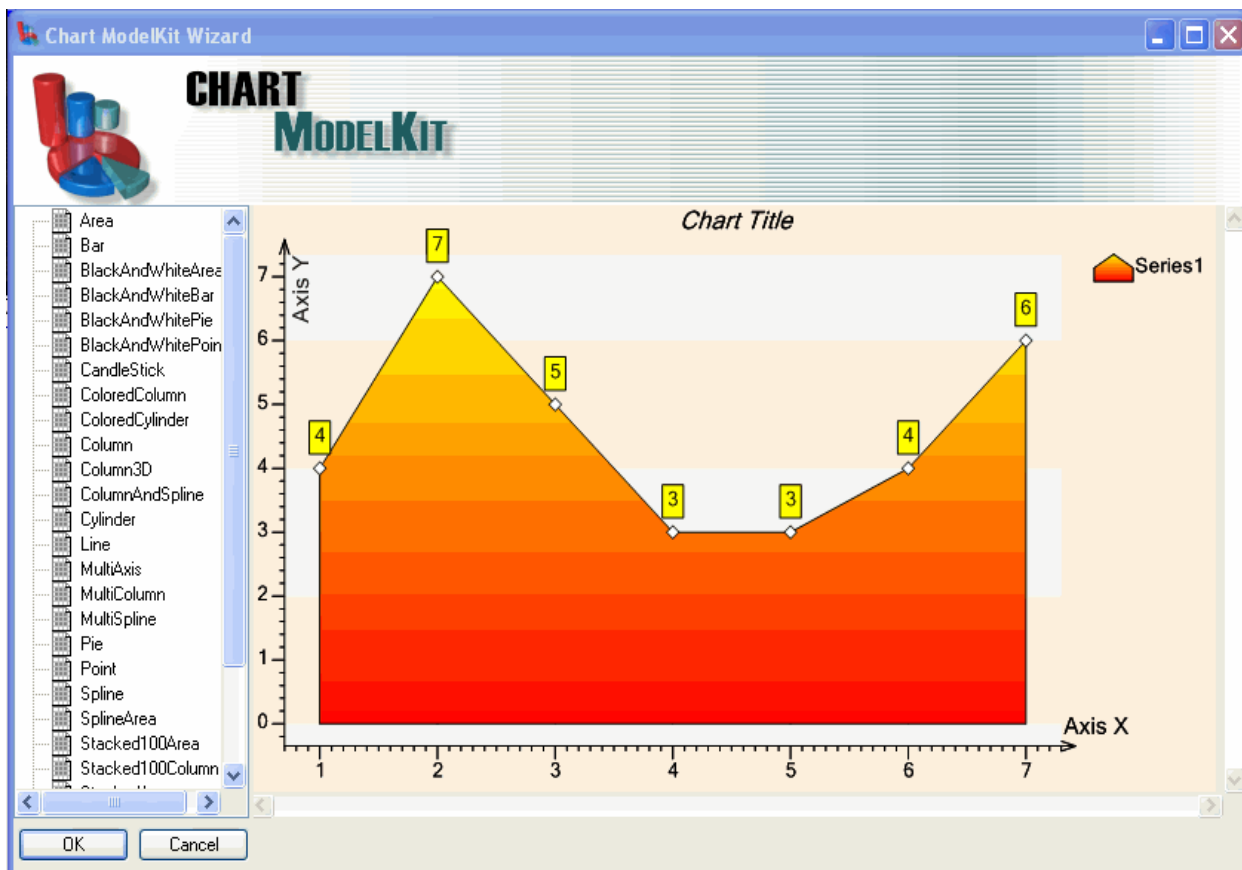 Chart ModelKit Wizard
CHART
MODELKIT
Area
Bar
BlackAndWhiteArea
BlackAndWhiteBar
BlackAndWhitePie
BlackAndWhitePoin
CandleStick
ColoredColumn
ColoredCylinder
Column
Column3D
ColumnAndSpline
Cylinder
Line
MultiAxis
MultiColumn
MultiSpline
Pie
Point
Spline
SplineArea
Stacked100Area
Stacked100Column
Chart Title
Axis Y
7
6
5
4
3
2
1
0
4
7
5
3
3
4
6
Series1
Axis X
1 2 3 4 5 6 7
OK
Cancel